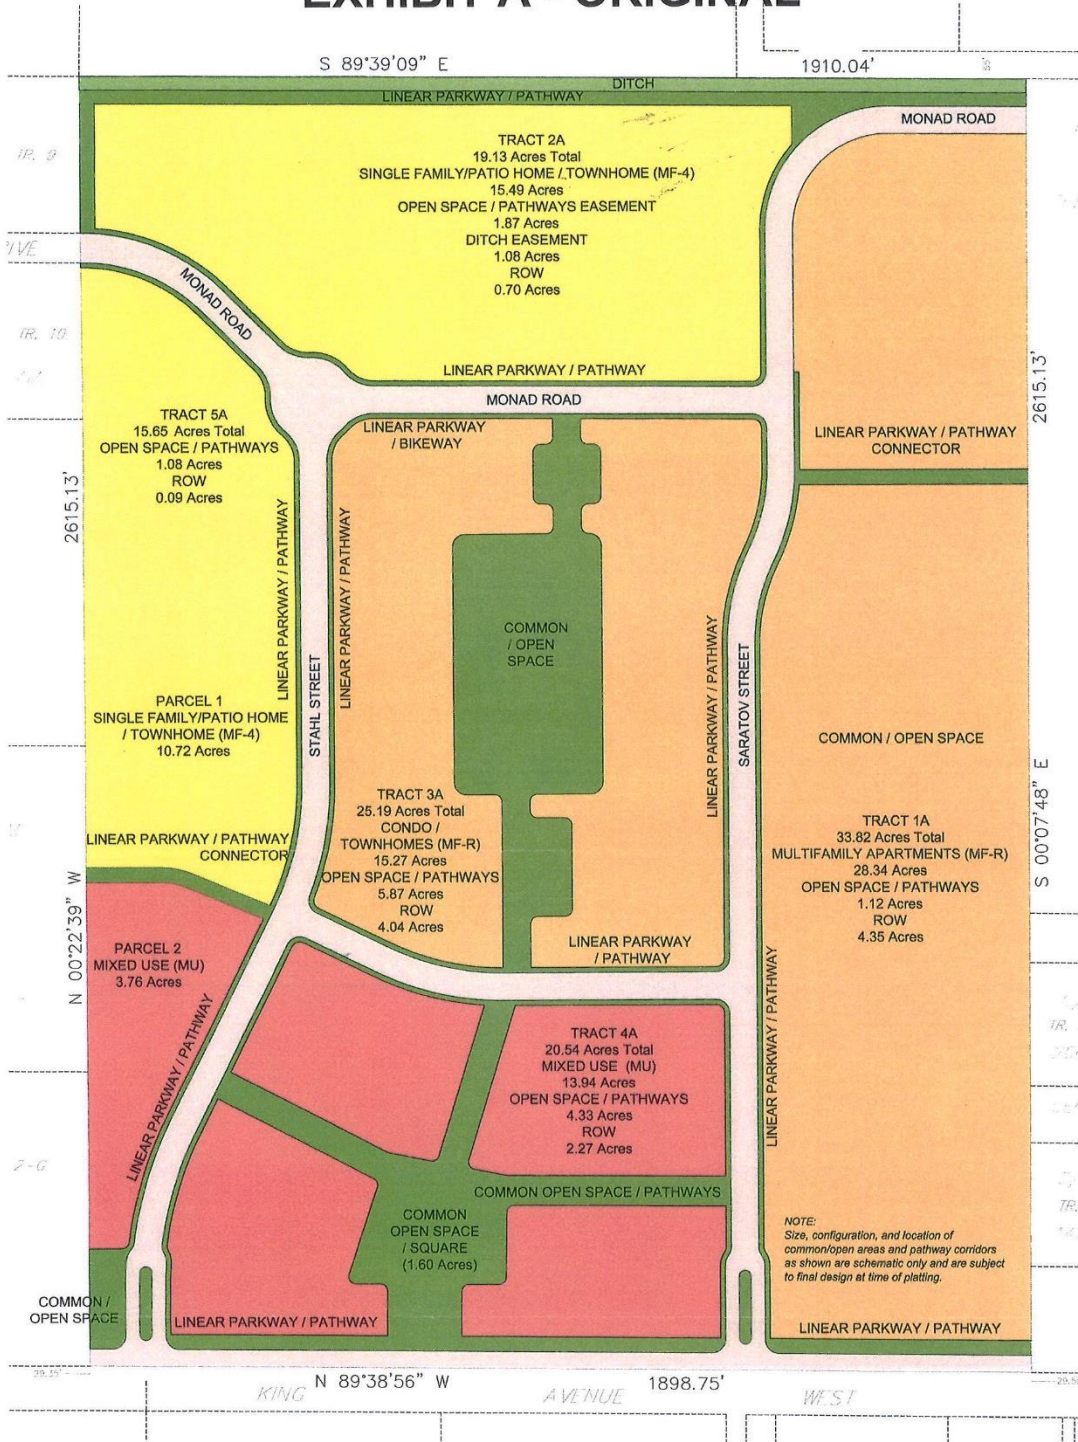 EXHIBIT A - ORIGINAL
S 89°39'09" E
1910.04'
DITCH
LINEAR PARKWAY / PATHWAY
MONAD ROAD
TRACT 2A
19.13 Acres Total
SINGLE FAMILY/PATIO HOME / TOWNHOME (MF-4)
15.49 Acres
OPEN SPACE / PATHWAYS EASEMENT
1.87 Acres
DITCH EASEMENT
1.08 Acres
ROW
0.70 Acres
TR. 9
MONAD ROAD
TR. 10
LINEAR PARKWAY / PATHWAY
MONAD ROAD
2615.13'
TRACT 5A
15.65 Acres Total
OPEN SPACE / PATHWAYS
1.08 Acres
ROW
0.09 Acres
LINEAR PARKWAY
/ BIKEWAY
LINEAR PARKWAY / PATHWAY
CONNECTOR
2615.13'
LINEAR PARKWAY / PATHWAY
LINEAR PARKWAY / PATHWAY
COMMON
/ OPEN
SPACE
LINEAR PARKWAY / PATHWAY
STAHL STREET
SARATOV STREET
PARCEL 1
SINGLE FAMILY/PATIO HOME
/ TOWNHOME (MF-4)
10.72 Acres
COMMON / OPEN SPACE
TRACT 3A
25.19 Acres Total
CONDO /
TOWNHOMES (MF-R)
15.27 Acres
OPEN SPACE / PATHWAYS
5.87 Acres
ROW
4.04 Acres
TRACT 1A
33.82 Acres Total
MULTIFAMILY APARTMENTS (MF-R)
28.34 Acres
OPEN SPACE / PATHWAYS
1.12 Acres
ROW
4.35 Acres
S 00°07'48" E
LINEAR PARKWAY / PATHWAY
CONNECTOR
N 00°22'39" W
PARCEL 2
MIXED USE (MU)
3.76 Acres
LINEAR PARKWAY
/ PATHWAY
LINEAR PARKWAY / PATHWAY
LINEAR PARKWAY / PATHWAY
TRACT 4A
20.54 Acres Total
MIXED USE (MU)
13.94 Acres
OPEN SPACE / PATHWAYS
4.33 Acres
ROW
2.27 Acres
TR.
COMMON OPEN SPACE / PATHWAYS
COMMON
OPEN SPACE
/ SQUARE
(1.60 Acres)
TR.
NOTE:
Size, configuration, and location of
common/open areas and pathway corridors
as shown are schematic only and are subject
to final design at time of platting.
COMMON /
OPEN SPACE
LINEAR PARKWAY / PATHWAY
LINEAR PARKWAY / PATHWAY
N 89°38'56" W
1898.75'
KING AVENUE WEST